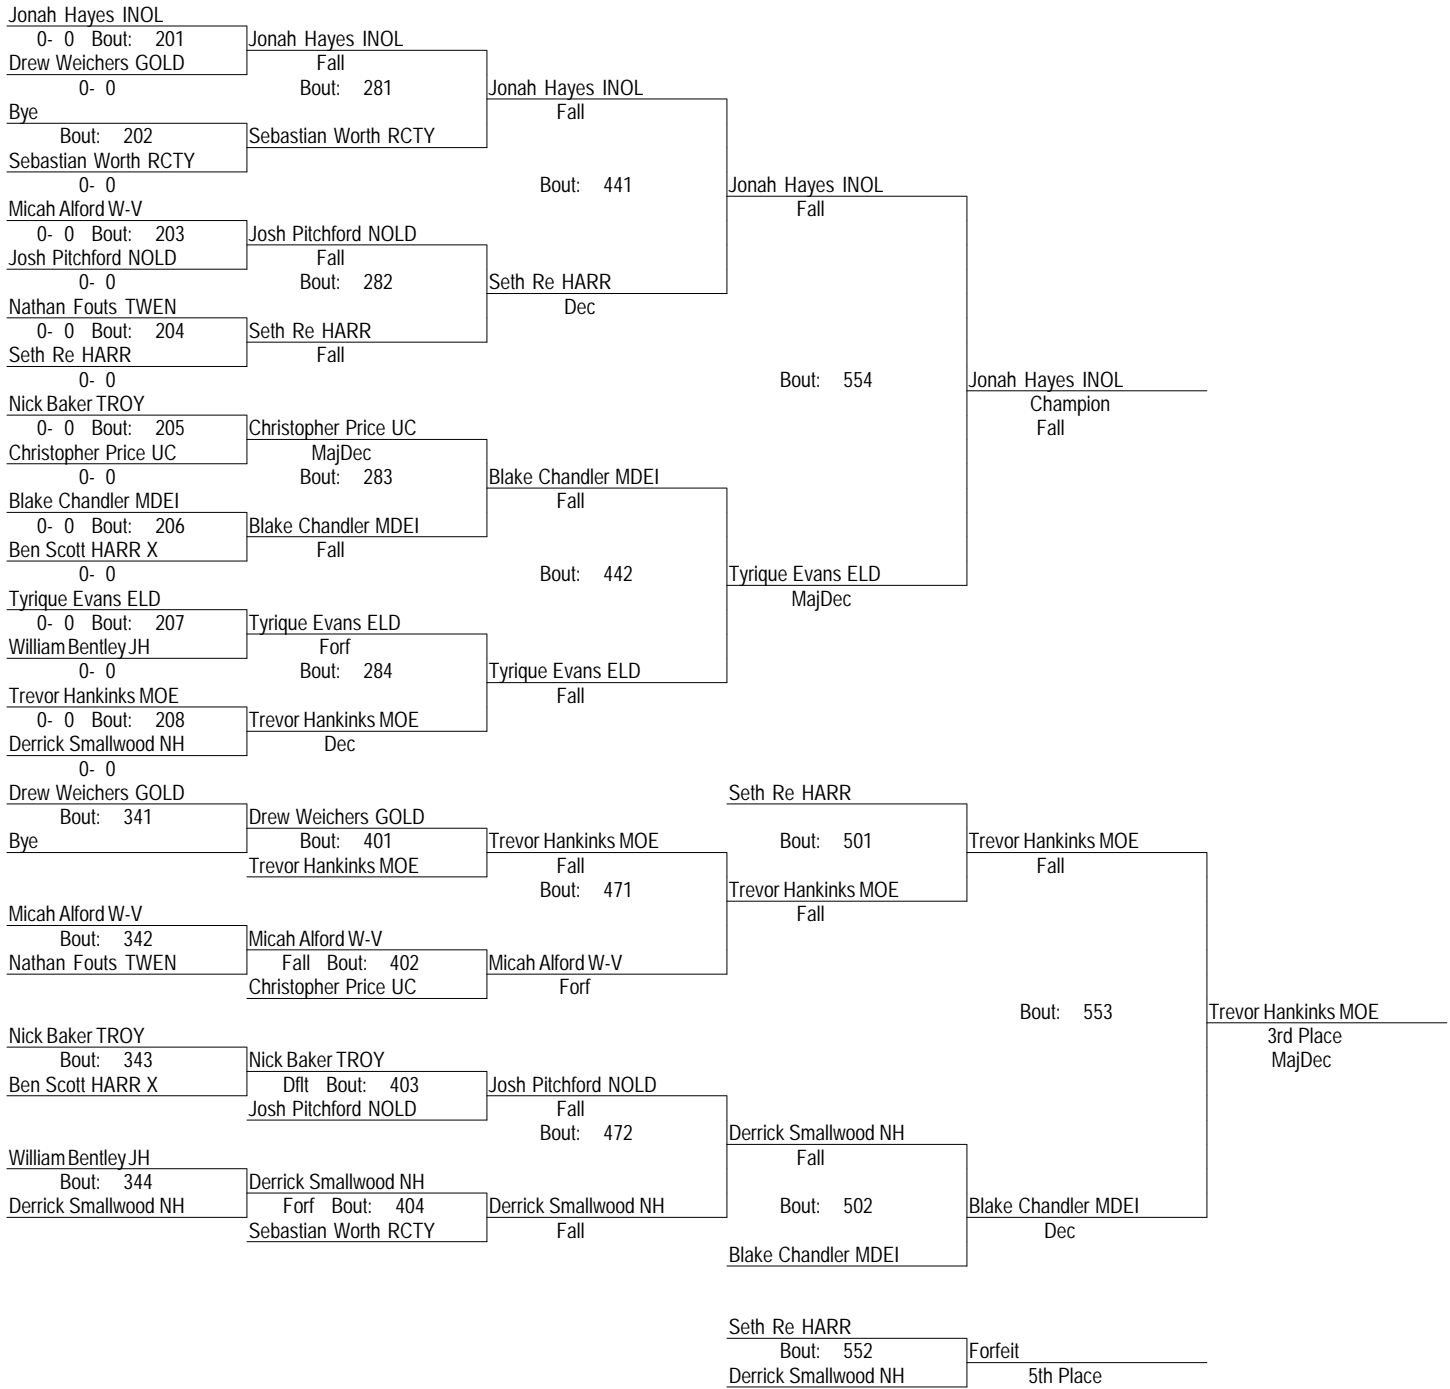 Jonah Hayes INOL
0- 0 Bout: 201
Jonah Hayes INOL
Drew Weichers GOLD
Fall
0- 0
Bout: 281
Jonah Hayes INOL
Bye
Fall
Bout: 202
Sebastian Worth RCTY
Sebastian Worth RCTY
0- 0
Bout: 441
Jonah Hayes INOL
Micah Alford W-V
Fall
0- 0 Bout: 203
Josh Pitchford NOLD
Josh Pitchford NOLD
Fall
0- 0
Bout: 282
Seth Re HARR
Nathan Fouts TWEN
Dec
0- 0 Bout: 204
Seth Re HARR
Seth Re HARR
Fall
0- 0
Bout: 554
Jonah Hayes INOL
Nick Baker TROY
Champion
0- 0 Bout: 205
Christopher Price UC
Fall
Christopher Price UC
MajDec
0- 0
Bout: 283
Blake Chandler MDEI
Blake Chandler MDEI
Fall
0- 0 Bout: 206
Blake Chandler MDEI
Ben Scott HARR X
Fall
0- 0
Bout: 442
Tyrique Evans ELD
Tyrique Evans ELD
MajDec
0- 0 Bout: 207
Tyrique Evans ELD
William Bentley JH
Forf
0- 0
Bout: 284
Tyrique Evans ELD
Trevor Hankinks MOE
Fall
0- 0 Bout: 208
Trevor Hankinks MOE
Derrick Smallwood NH
Dec
0- 0
Drew Weichers GOLD
Seth Re HARR
Bout: 341
Drew Weichers GOLD
Bye
Bout: 401
Trevor Hankinks MOE
Bout: 501
Trevor Hankinks MOE
Trevor Hankinks MOE
Fall
Fall
Bout: 471
Trevor Hankinks MOE
Micah Alford W-V
Fall
Bout: 342
Micah Alford W-V
Nathan Fouts TWEN
Fall Bout: 402
Micah Alford W-V
Christopher Price UC
Forf
Bout: 553
Trevor Hankinks MOE
Nick Baker TROY
3rd Place
Bout: 343
Nick Baker TROY
MajDec
Ben Scott HARR X
Dflt Bout: 403
Josh Pitchford NOLD
Josh Pitchford NOLD
Fall
Bout: 472
Derrick Smallwood NH
William Bentley JH
Fall
Bout: 344
Derrick Smallwood NH
Derrick Smallwood NH
Forf Bout: 404
Derrick Smallwood NH
Bout: 502
Blake Chandler MDEI
Sebastian Worth RCTY
Fall
Dec
Blake Chandler MDEI
Seth Re HARR
Bout: 552
Forfeit
Derrick Smallwood NH
5th Place